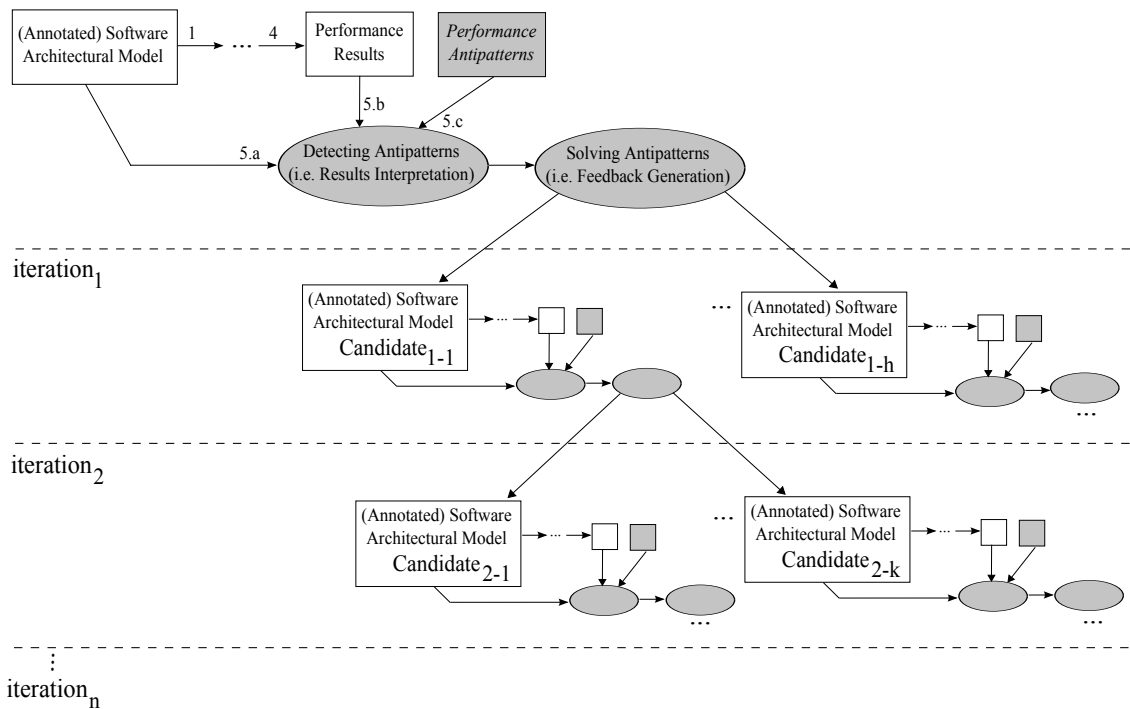 (Annotated) Software
Architectural Model
1
...
4
Performance
Results
Performance
Antipatterns
5.b
5.c
5.a
Detecting Antipatterns
(i.e. Results Interpretation)
Solving Antipatterns
(i.e. Feedback Generation)
iteration1
(Annotated) Software
Architectural Model
Candidate1-1
...
...
(Annotated) Software
Architectural Model
Candidate1-h
...
...
iteration2
(Annotated) Software
Architectural Model
Candidate2-1
...
...
...
(Annotated) Software
Architectural Model
Candidate2-k
...
...
...
iterationn